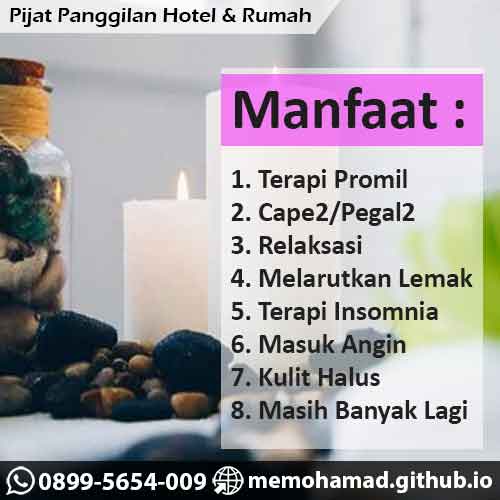 Pijat Panggilan Hotel & Rumah
Manfaat :
1. Terapi Promil
2. Cape2/Pegal2
3. Relaksasi
4. Melarutkan Lemak
5. Terapi Insomnia
6. Masuk Angin
7. Kulit Halus
8. Masih Banyak Lagi
0899-5654-009 memohamad.github.io